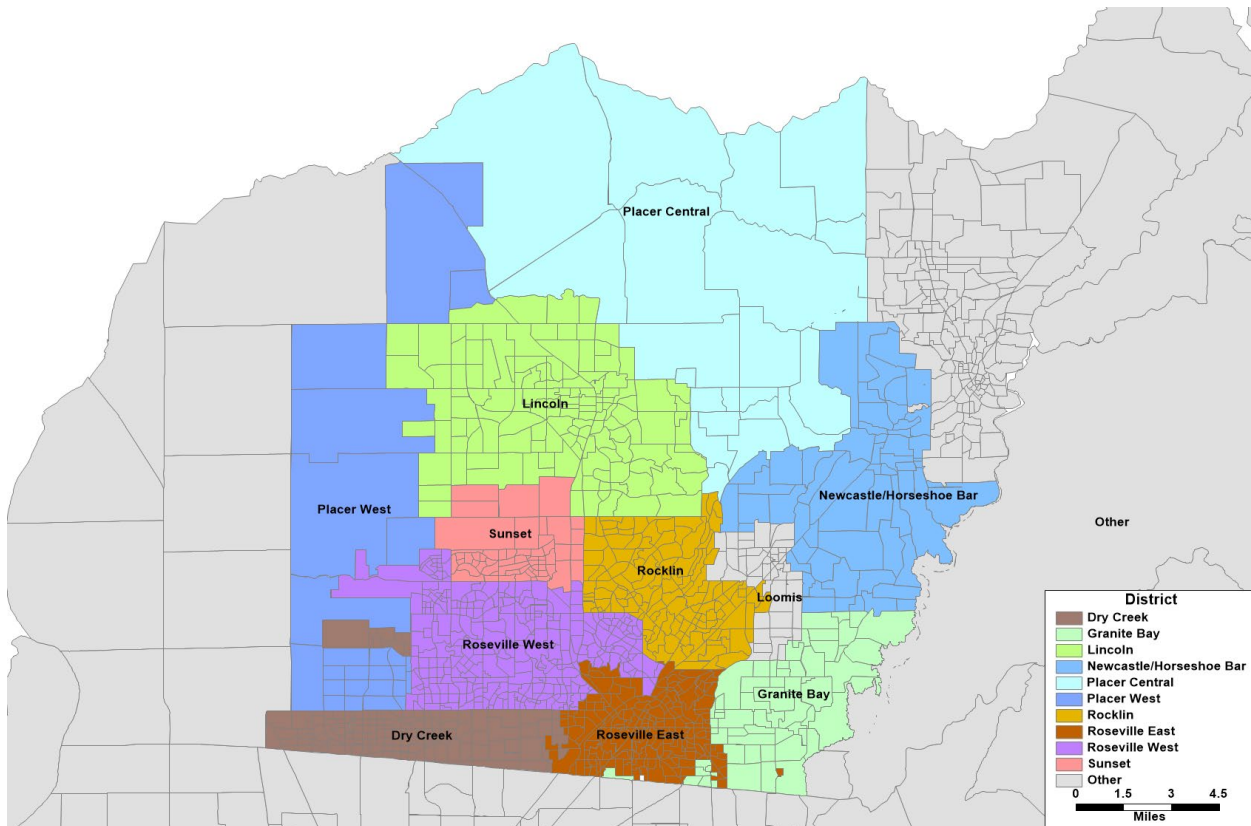 Placer Central
Lincoln
Newcastle/Horseshoe Bar
Placer West
Other
Sunset
Rocklin
Loomis
Roseville West
Granite Bay
Dry Creek
Roseville East
District
Dry Creek
Granite Bay
Lincoln
Newcastle/Horseshoe Bar
Placer Central
Placer West
Rocklin
Roseville East
Roseville West
Sunset
Other
0 1.5 3 4.5
Miles